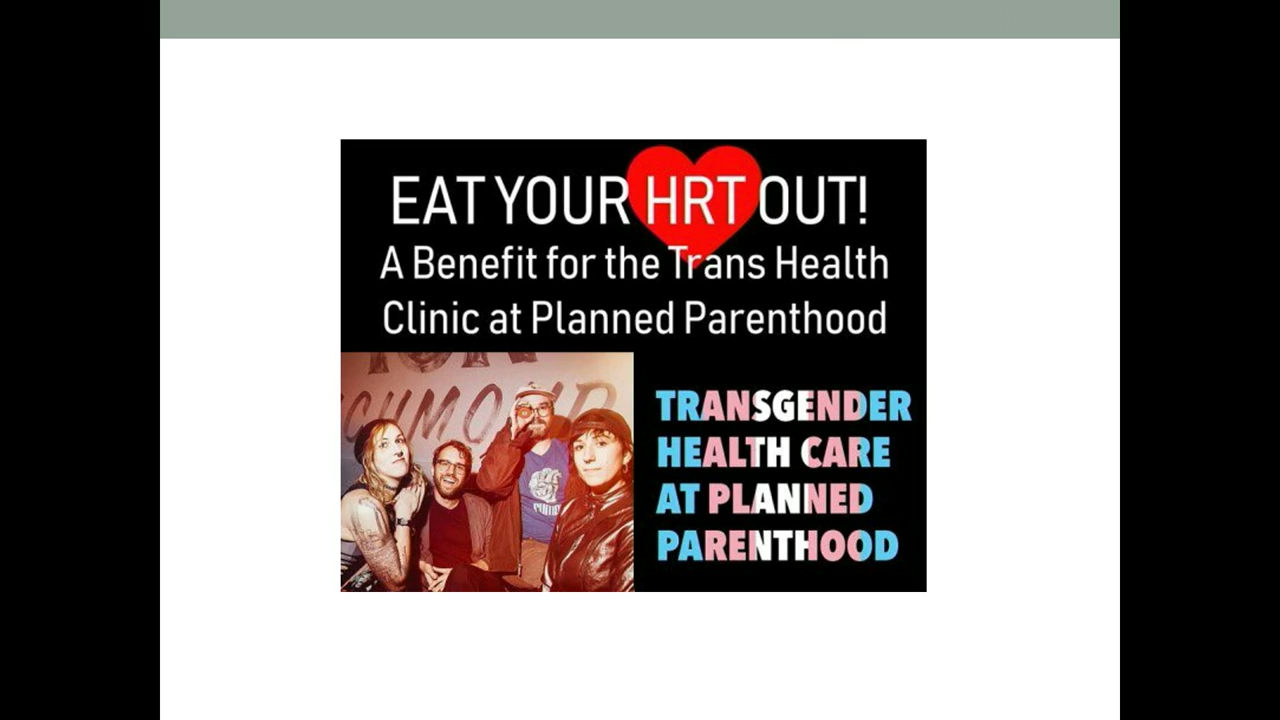 EAT YOUR HRT OUT!
A Benefit for the Trans Health
Clinic at Planned Parenthood
TRANSGENDER
HEALTH CARE
AT PLANNED
PARENTHOOD